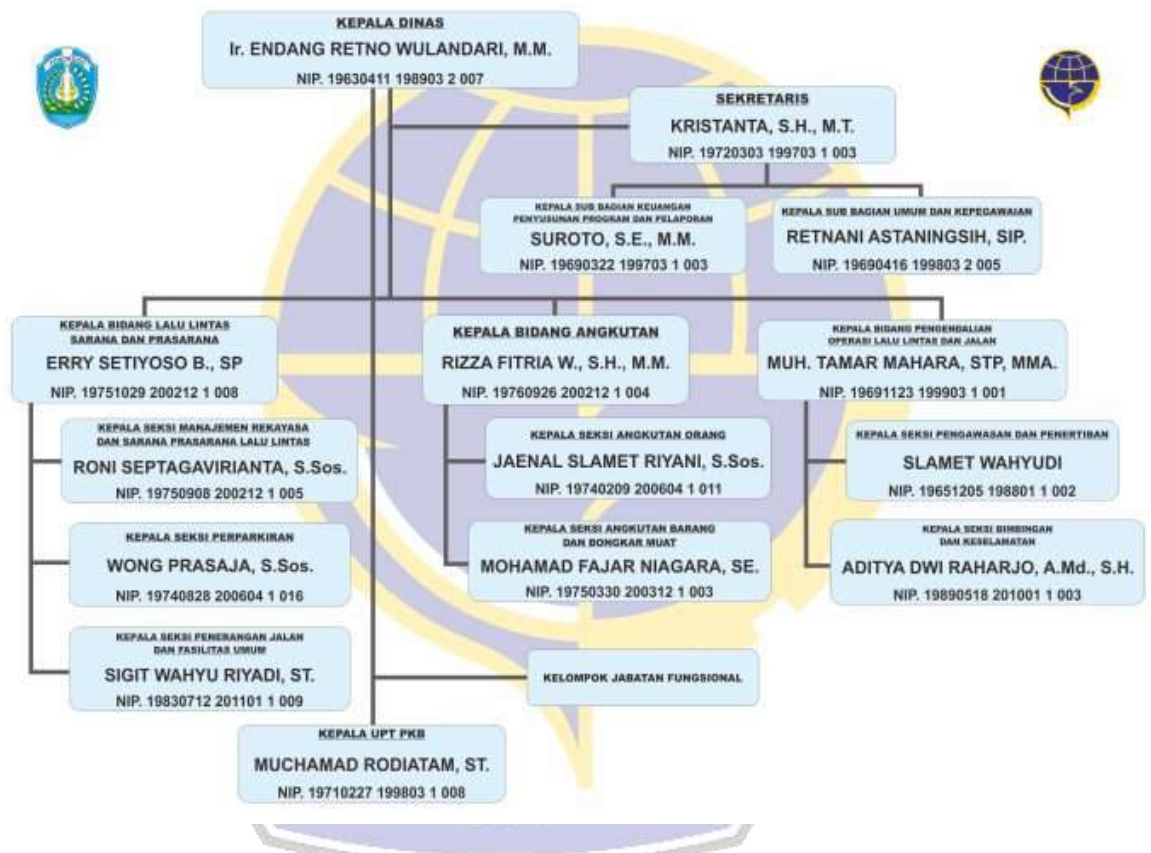 KEPALA DINAS
Ir. ENDANG RETNO WULANDARI, M.M.
NIP. 19630411 198903 2 007
SEKRETARIS
KRISTANTA, S.H., M.T.
NIP. 19720303 199703 1 003
KEPALA SUB BAGIAN KEUANGAN
PENYUSUNAN PROGRAM DAN PELAPORAN
SUROTO, S.E., M.M.
NIP. 19690322 199703 1 003
KEPALA SUB BAGIAN UMUM DAN KEPEGAWAIAN
RETNANI ASTANINGSIH, SIP.
NIP. 19690416 199803 2 005
KEPALA BIDANG LALU LINTAS
SARANA DAN PRASARANA
ERRY SETIYOSO B., SP
NIP. 19751029 200212 1 008
KEPALA BIDANG ANGKUTAN
RIZZA FITRIA W., S.H., M.M.
NIP. 19760926 200212 1 004
KEPALA BIDANG PENGENDALIAN
OPERASI LALU LINTAS DAN JALAN
MUH. TAMAR MAHARA, STP, MMA.
NIP. 19691123 199903 1 001
KEPALA SEKSI MANAJEMEN REKAYASA
DAN SARANA PRASARANA LALU LINTAS
RONI SEPTAGAVIRIANTA, S.Sos.
NIP. 19750908 200212 1 005
KEPALA SEKSI ANGKUTAN ORANG
JAENAL SLAMET RIYANI, S.Sos.
NIP. 19740209 200604 1 011
KEPALA SEKSI PENGAWASAN DAN PENERTIBAN
SLAMET WAHYUDI
NIP. 19651205 198801 1 002
KEPALA SEKSI PERPARKIRAN
WONG PRASAJA, S.Sos.
NIP. 19740828 200604 1 016
KEPALA SEKSI ANGKUTAN BARANG
DAN BONGKAR MUAT
MOHAMAD FAJAR NIAGARA, SE.
NIP. 19750330 200312 1 003
KEPALA SEKSI BIMBINGAN
DAN KESELAMATAN
ADITYA DWI RAHARJO, A.Md., S.H.
NIP. 19890518 201001 1 003
KEPALA SEKSI PENERANGAN JALAN
DAN FASILITAS UMUM
SIGIT WAHYU RIYADI, ST.
NIP. 19830712 201101 1 009
KELOMPOK JABATAN FUNGSIONAL
KEPALA UPT PKB
MUCHAMAD RODIATAM, ST.
NIP. 19710227 199803 1 008